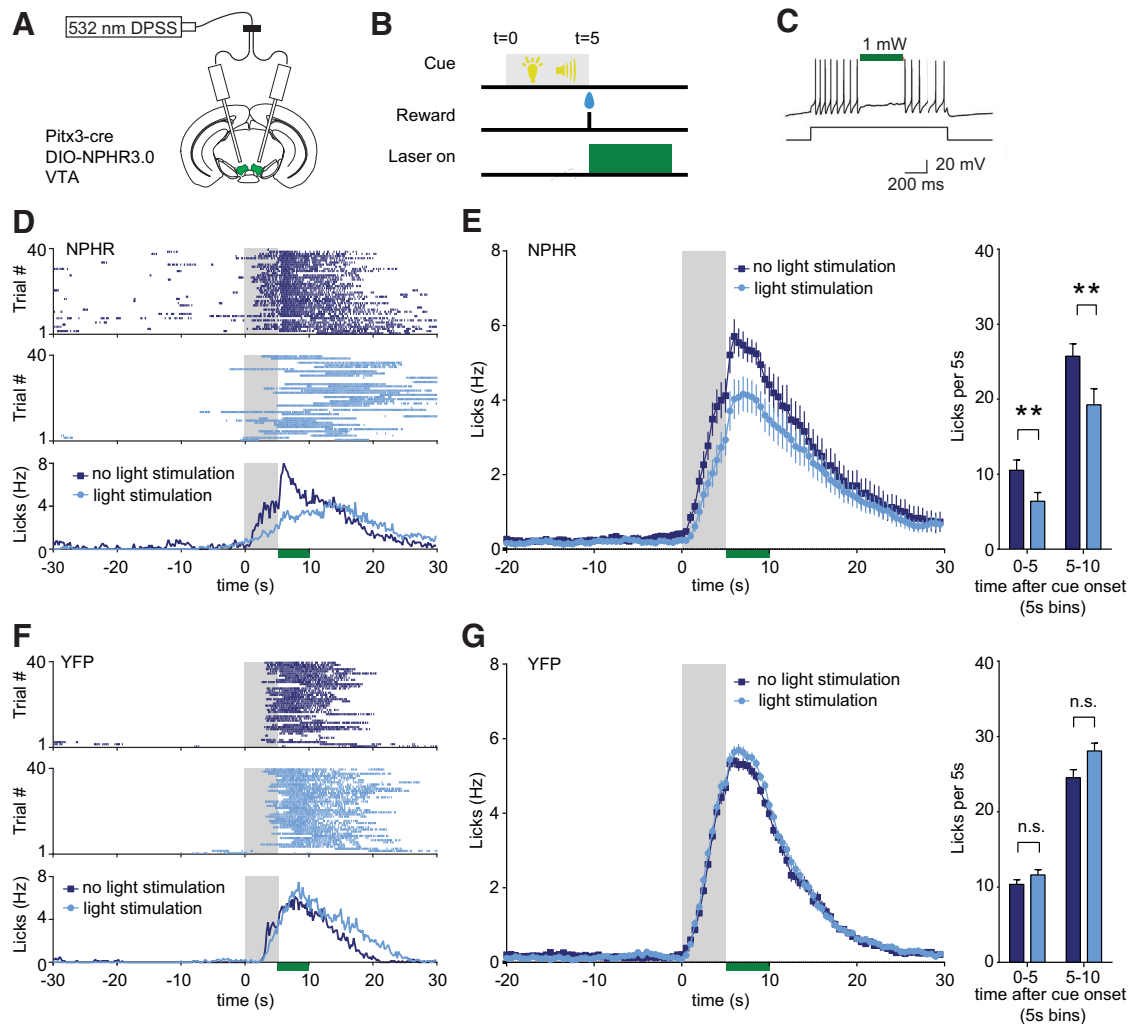 A
532 nm DPSS
Pitx3-cre
DIO-NPHR3.0
VTA
B
t=0 t=5
Cue
Reward
Laser on
C
1 mW
20 mV
200 ms
D
NPHR
40
Trial #
1
40
Trial #
1
8
4
0
Licks (Hz)
no light stimulation
light stimulation
-30 -20 -10 0 10 20 30
time (s)
E
NPHR
no light stimulation
light stimulation
8
6
4
2
0
Licks (Hz)
-20 -10 0 10 20 30
time (s)
40
30
20
10
0
Licks per 5s
**
**
0-5 5-10
time after cue onset
(5s bins)
F
YFP
40
Trial #
1
40
Trial #
1
8
4
0
Licks (Hz)
no light stimulation
light stimulation
-30 -20 -10 0 10 20 30
time (s)
G
YFP
no light stimulation
light stimulation
8
6
4
2
0
Licks (Hz)
-20 -10 0 10 20 30
time (s)
40
30
20
10
0
Licks per 5s
n.s.
n.s.
0-5 5-10
time after cue onset
(5s bins)